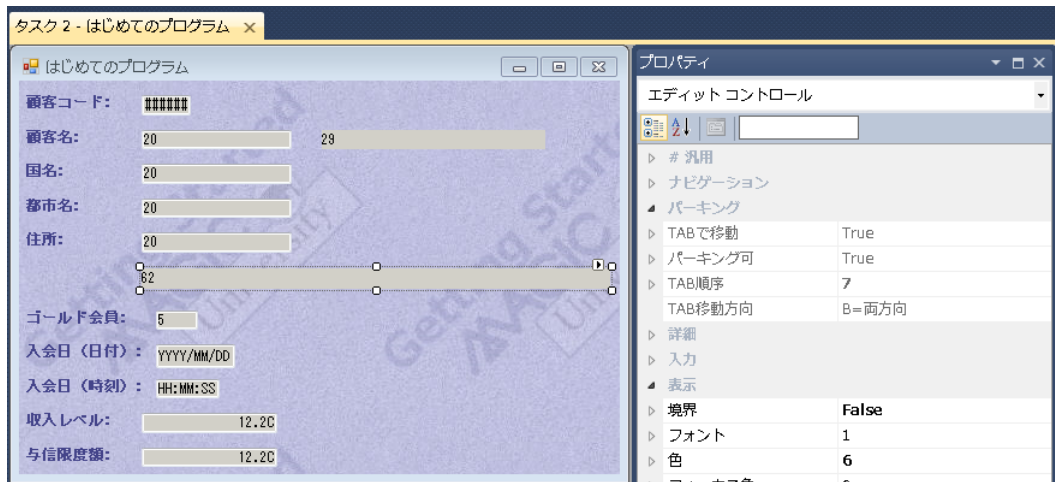 タスク 2 - はじめてのプログラム
はじめてのプログラム
顧客コード: ######
顧客名: 20 29
国名: 20
都市名: 20
住所: 20
62
ゴールド会員: 5
入会日（日付）: YYYY/MM/DD
入会日（時刻）: HH:MM:SS
収入レベル: 12.2C
与信限度額: 12.2C
Getting Started
MAGIC
University
Getting Started
MAGIC
University
プロパティ
エディット コントロール
# 汎用
ナビゲーション
パーキング
TABで移動 True
パーキング可 True
TAB順序 7
TAB移動方向 B=両方向
詳細
入力
表示
境界 False
フォント 1
色 6